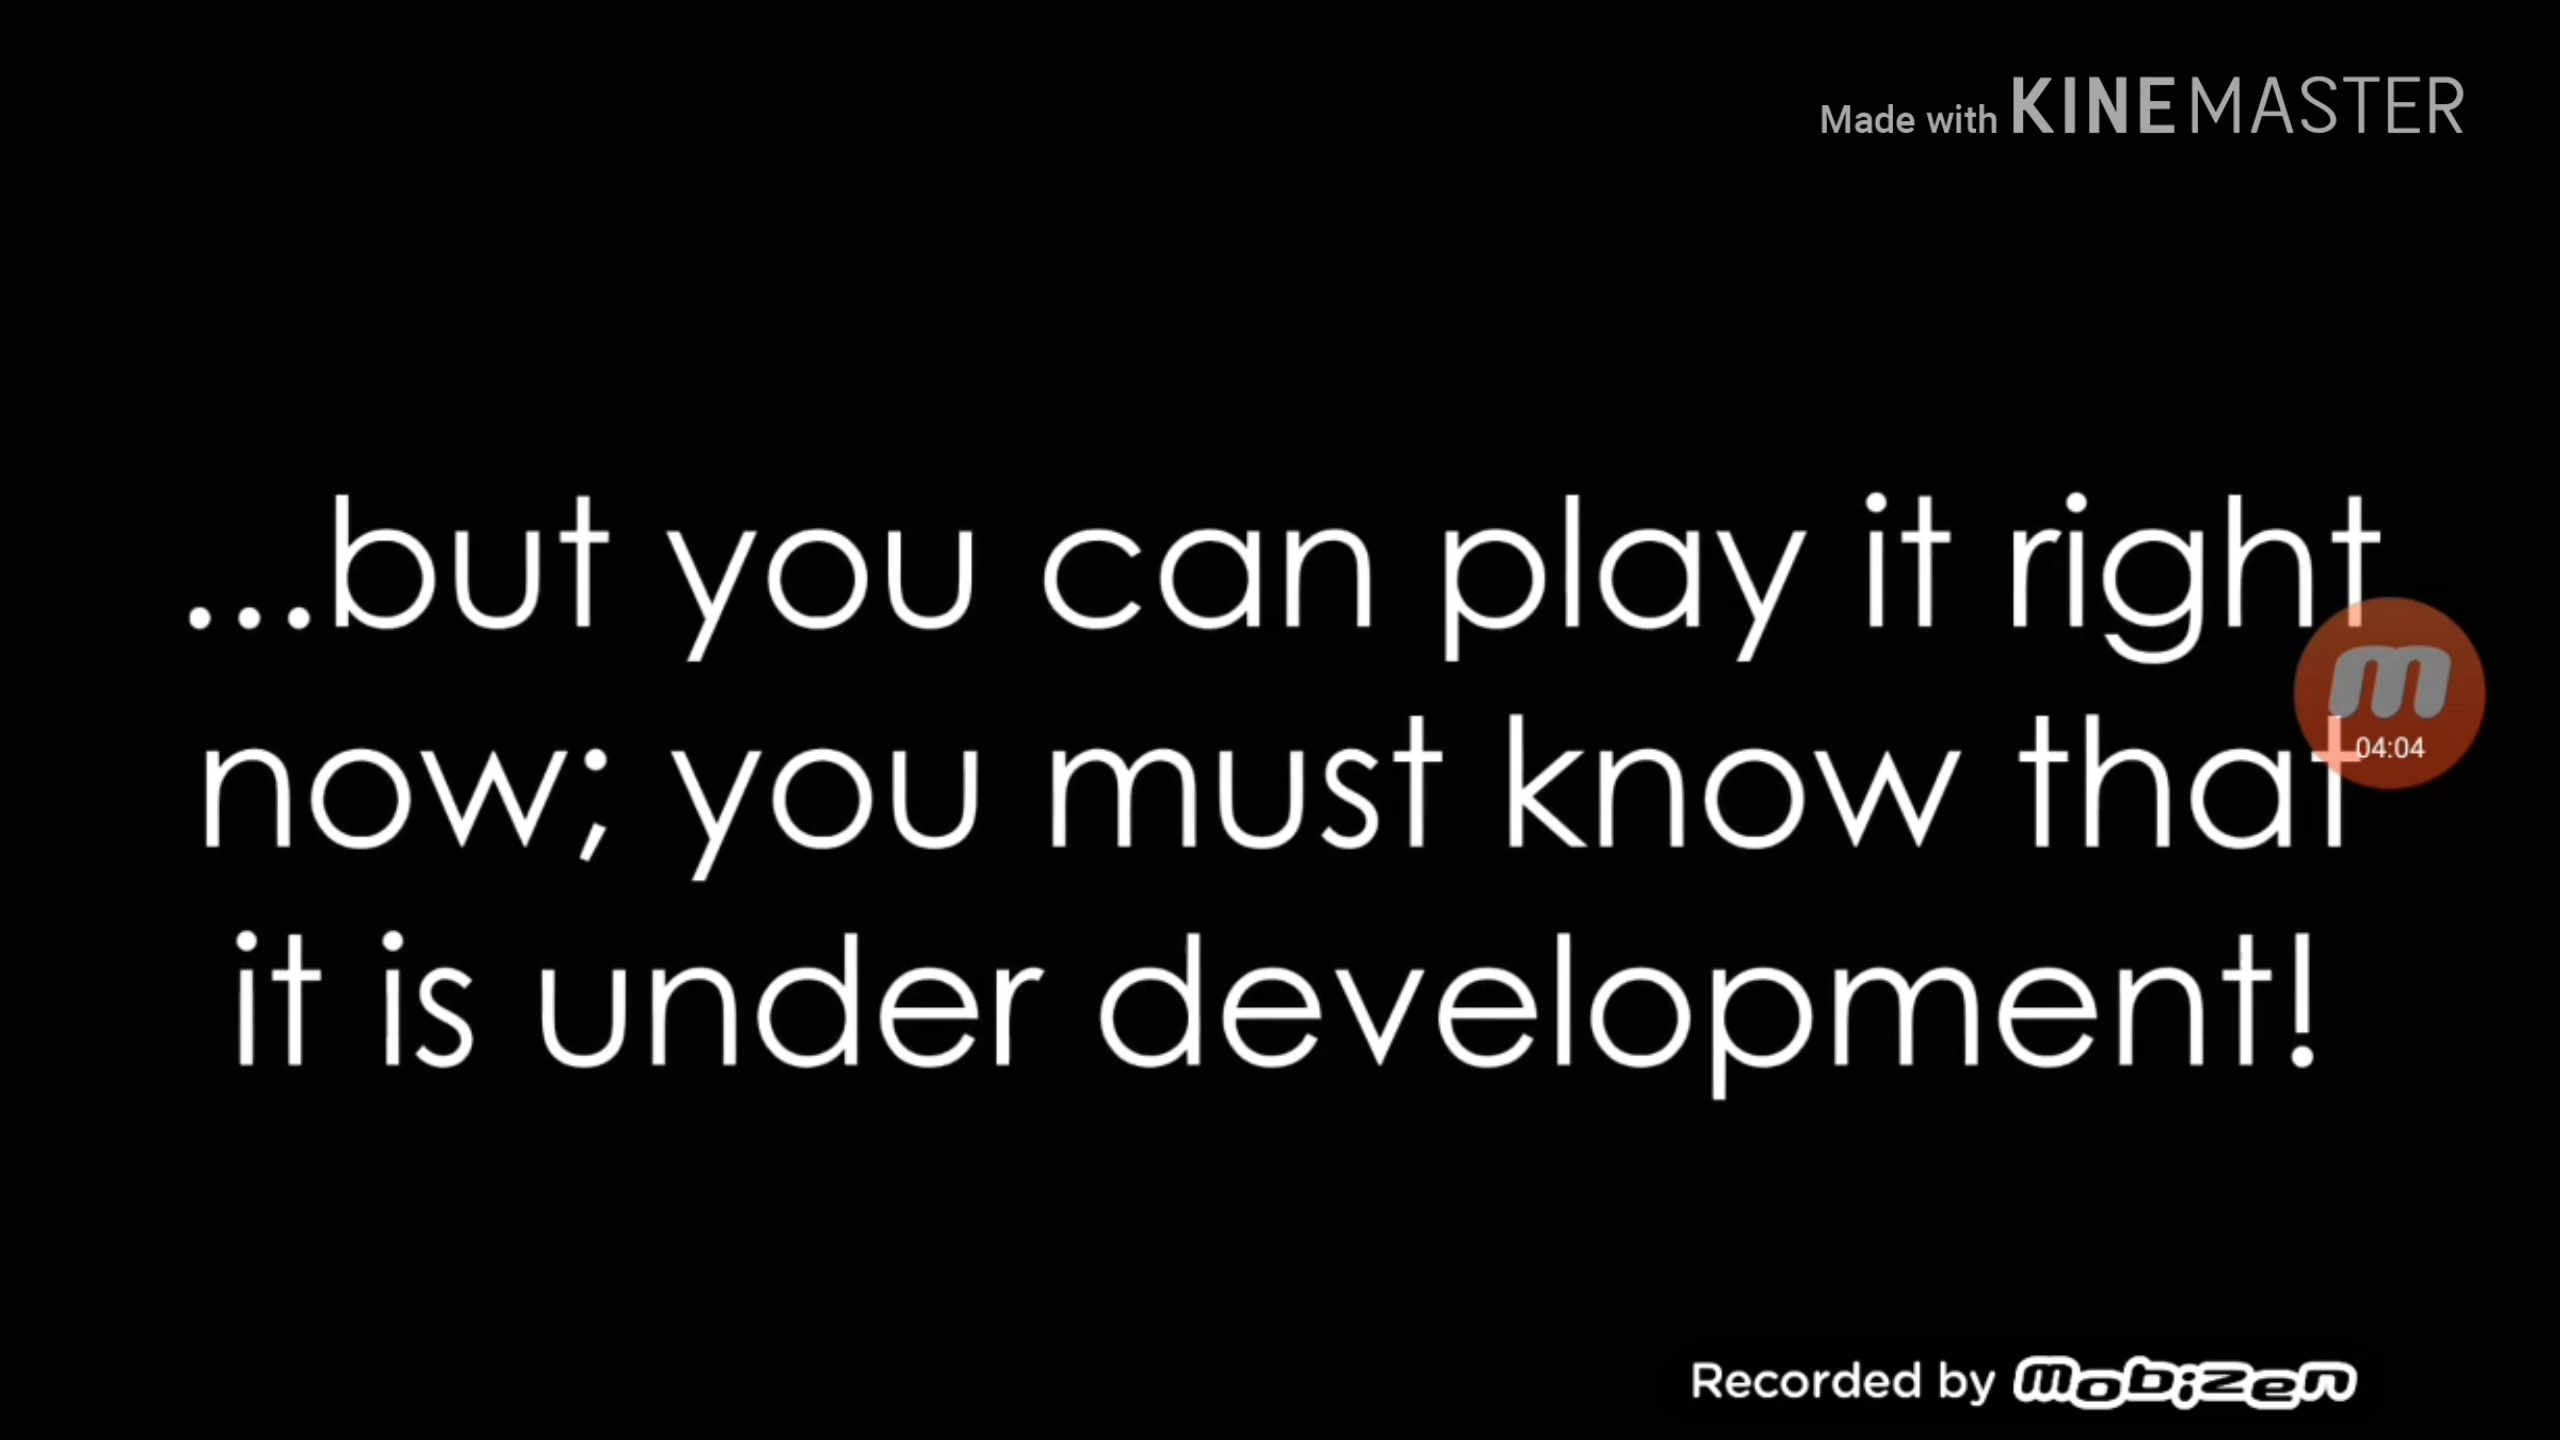 Made with KINEMASTER
...but you can play it right
now; you must know that
it is under development!
m
04:04
Recorded by mobizen